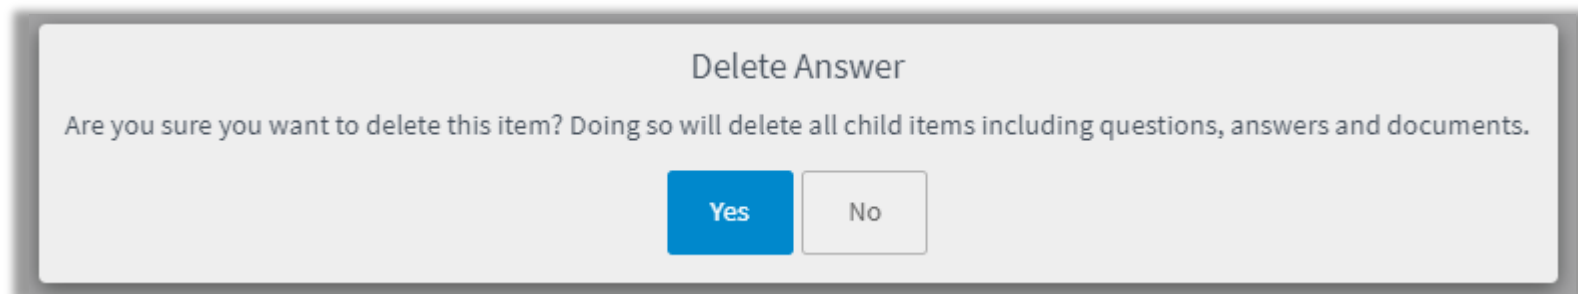 Delete Answer
Are you sure you want to delete this item? Doing so will delete all child items including questions, answers and documents.
Yes No